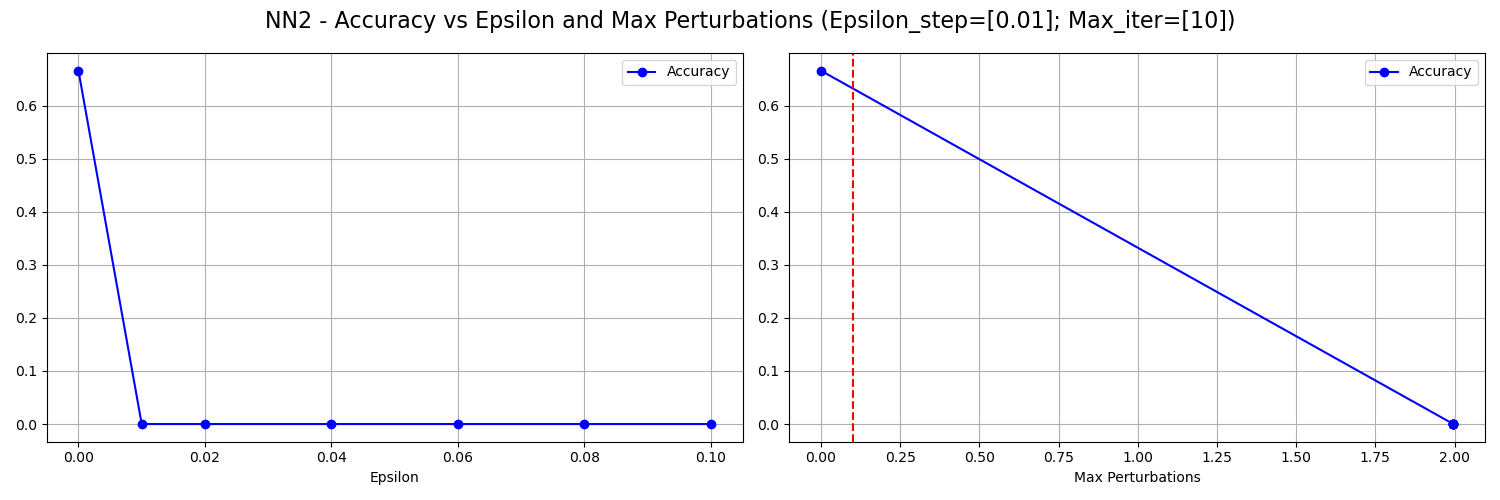 NN2 - Accuracy vs Epsilon and Max Perturbations (Epsilon_step=[0.01]; Max_iter=[10])
Accuracy
0.6
0.5
0.4
0.3
0.2
0.1
0.0
0.00 0.02 0.04 0.06 0.08 0.10
Epsilon
Accuracy
0.6
0.5
0.4
0.3
0.2
0.1
0.0
0.00 0.25 0.50 0.75 1.00 1.25 1.50 1.75 2.00
Max Perturbations